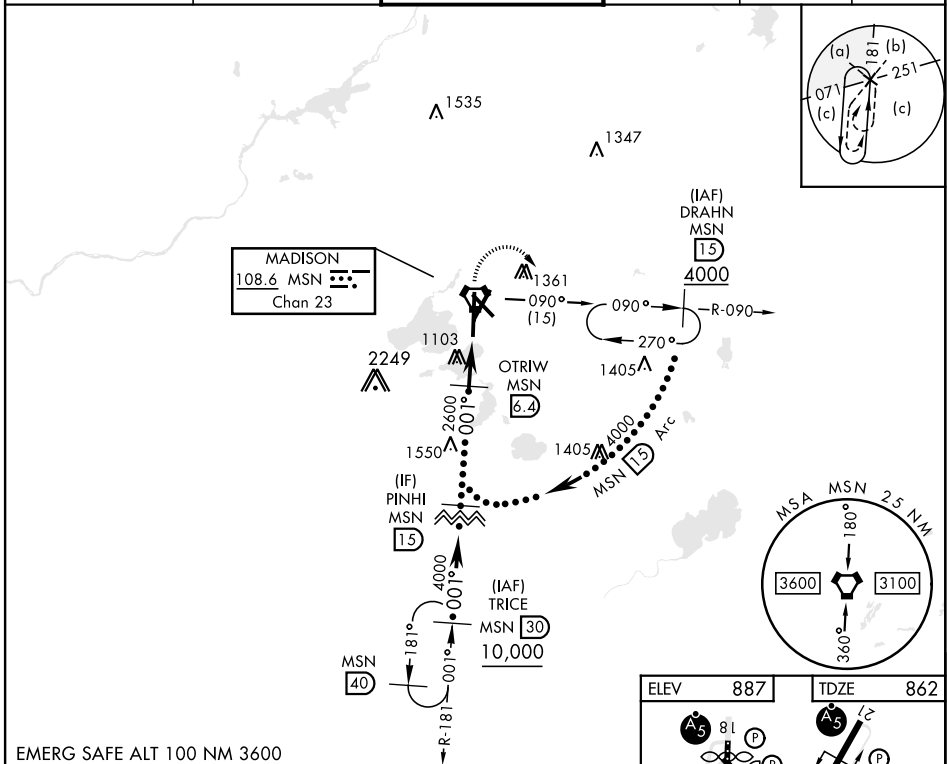 (a)
181
(b)
071
251
(c)
(c)
1535
1347
(IAF)
DRAHN
MSN
15
4000
MADISON
108.6 MSN
Chan 23
1361
090°
(15)
090°
R-090
270°
1405
1103
2249
OTRIW
MSN
6.4
2600
001°
1550
1405
4000
MSN 15 Arc
(IF)
PINHI
MSN
15
4000
001°
(IAF)
TRICE
MSN 30
10,000
181°
001°
MSN
40
R-181
MSA MSN 25 NM
180°
3600
3100
360°
ELEV 887
TDZE 862
A5
18
P
P
A5
21
P
EMERG SAFE ALT 100 NM 3600